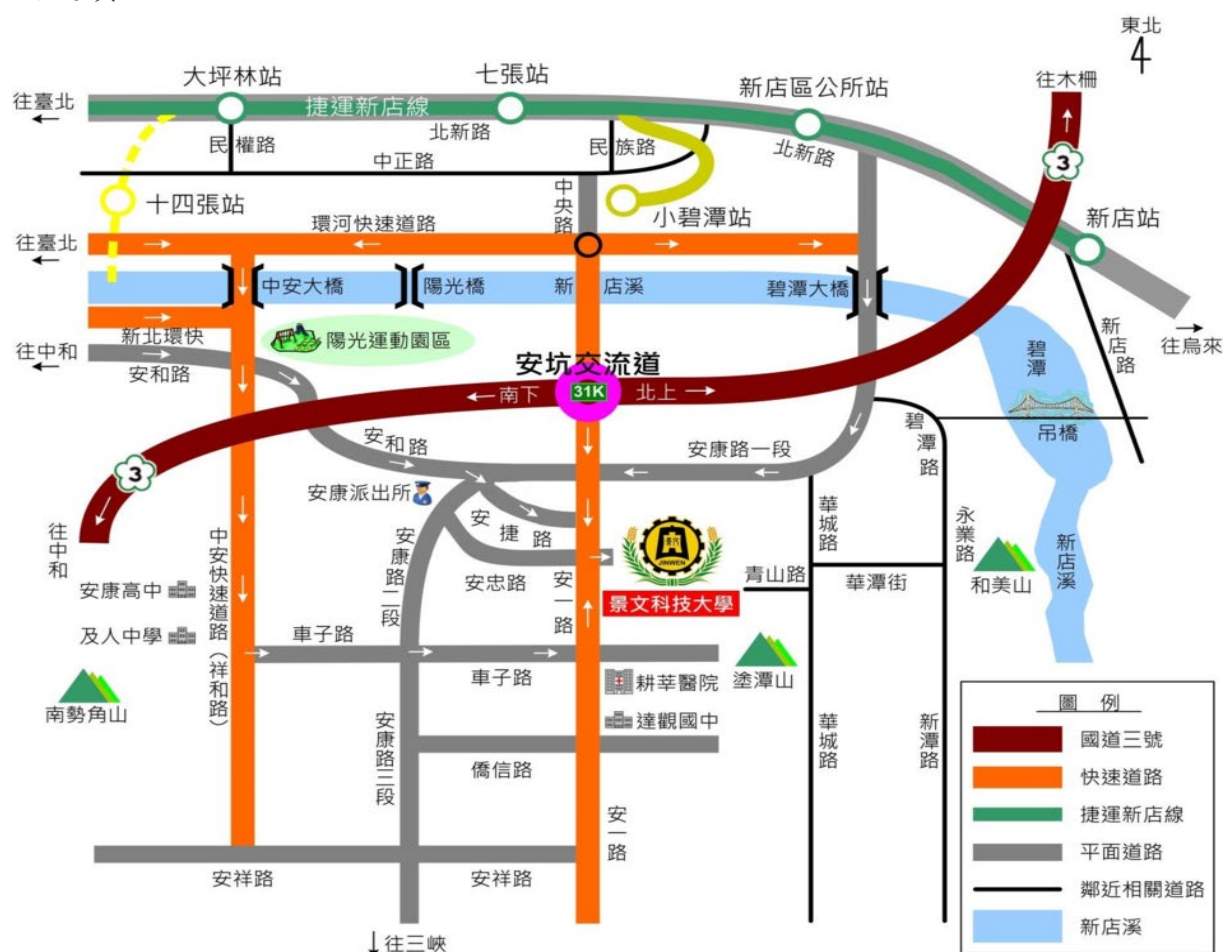 東北
4
往木柵
大坪林站
七張站
新店區公所站
往臺北
捷運新店線
北新路
北新路
民權路
民族路
中正路
3
十四張站
中央路
小碧潭站
新店站
環河快速道路
往臺北
中安大橋
陽光橋
新店溪
碧潭大橋
新北環快
陽光運動園區
往中和
安和路
安坑交流道
31K
南下
北上
碧潭
新店路
往烏來
吊橋
碧潭路
安和路
安康路一段
3
安康派出所
往中和
安捷路
安康路二段
安忠路
安一路
JINWEN
景文科技大學
華城路
青山路
華潭街
永業路
和美山
新店溪
中安快速道路(祥和路)
安康高中
及人中學
車子路
車子路
南勢角山
耕莘醫院
塗潭山
達觀國中
安康路三段
僑信路
華城路
新潭路
安一路
安祥路
安祥路
往三峽
圖例
國道三號
快速道路
捷運新店線
平面道路
鄰近相關道路
新店溪